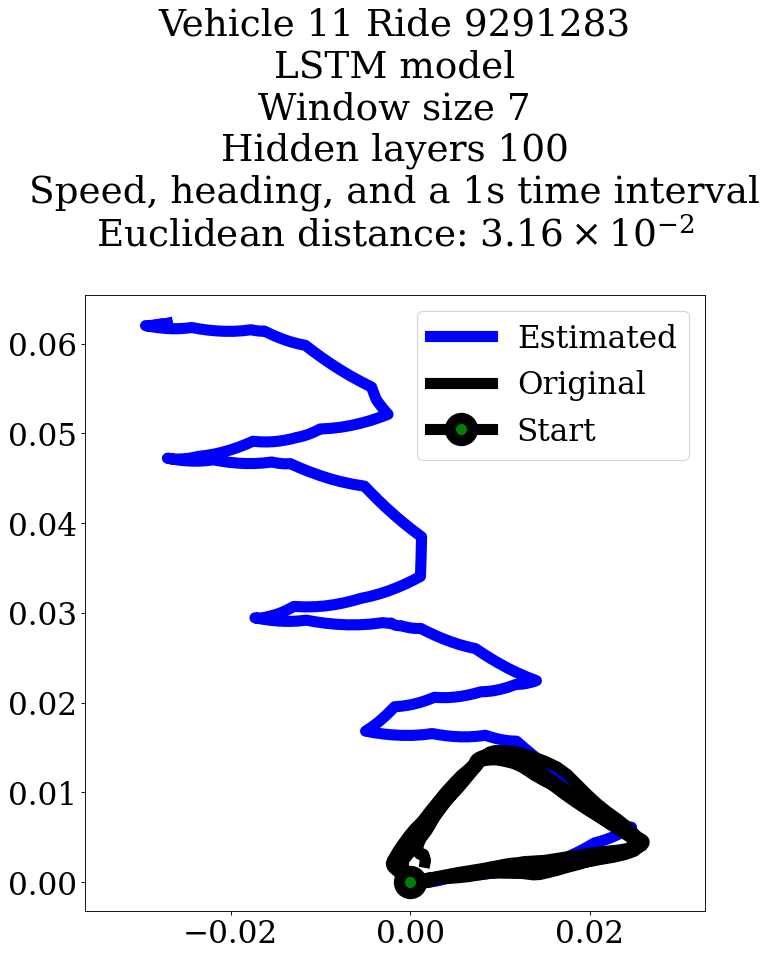 Vehicle 11 Ride 9291283
LSTM model
Window size 7
Hidden layers 100
Speed, heading, and a 1s time interval
Euclidean distance: 3.16 × 10⁻²
Estimated
Original
Start
0.06
0.05
0.04
0.03
0.02
0.01
0.00
−0.02
0.00
0.02